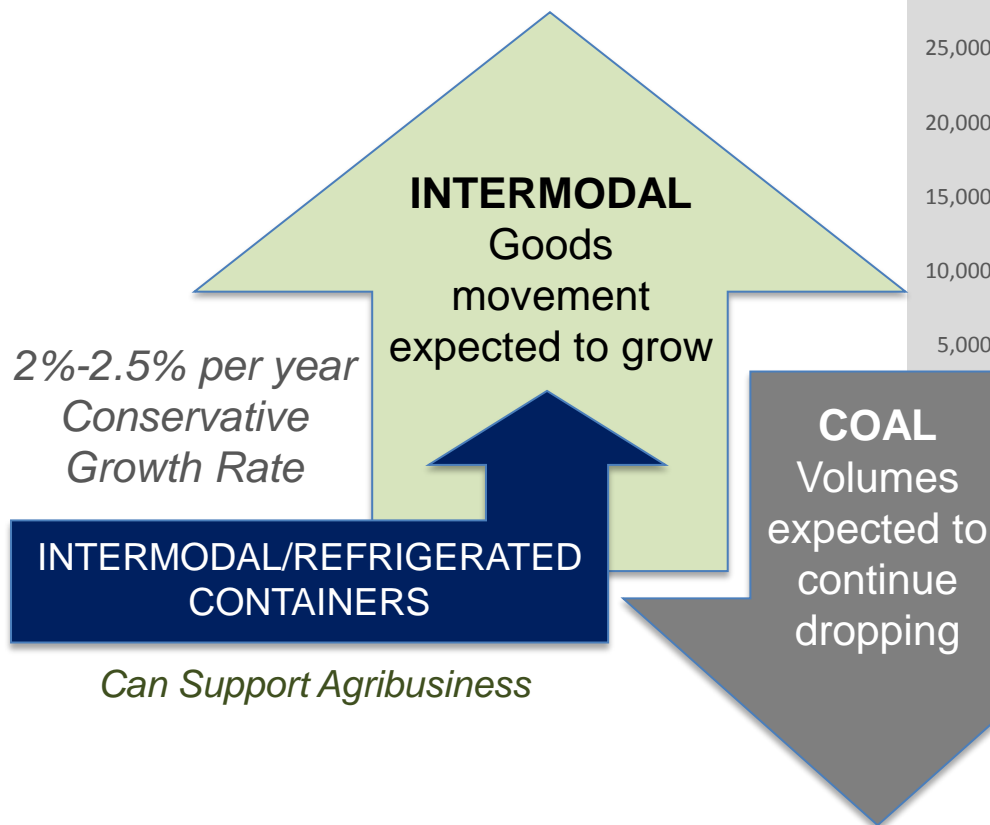 25,000
20,000
15,000
10,000
5,000
INTERMODAL
Goods
movement
expected to grow
2%-2.5% per year
Conservative
Growth Rate
INTERMODAL/REFRIGERATED
CONTAINERS
Can Support Agribusiness
COAL
Volumes
expected to
continue
dropping